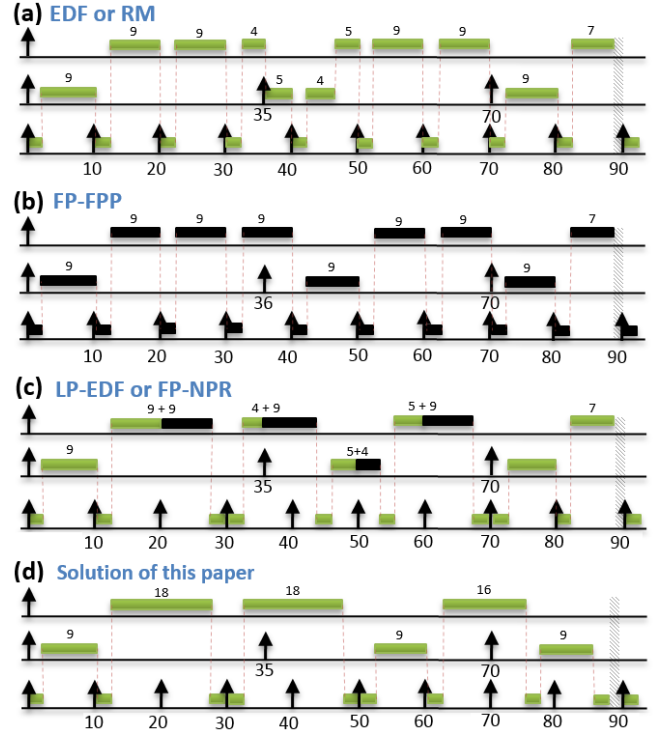 (a) EDF or RM
9 9 4 5 9 9 7
9 5 4 9
35 70
10 20 30 40 50 60 70 80 90
(b) FP-FPP
9 9 9 9 9 7
9 9 9
36 70
10 20 30 40 50 60 70 80 90
(c) LP-EDF or FP-NPR
9 + 9 4 + 9 5 + 9 7
9 5+4
35 70
10 20 30 40 50 60 70 80 90
(d) Solution of this paper
18 18 16
9 9 9
35 70
10 20 30 40 50 60 70 80 90